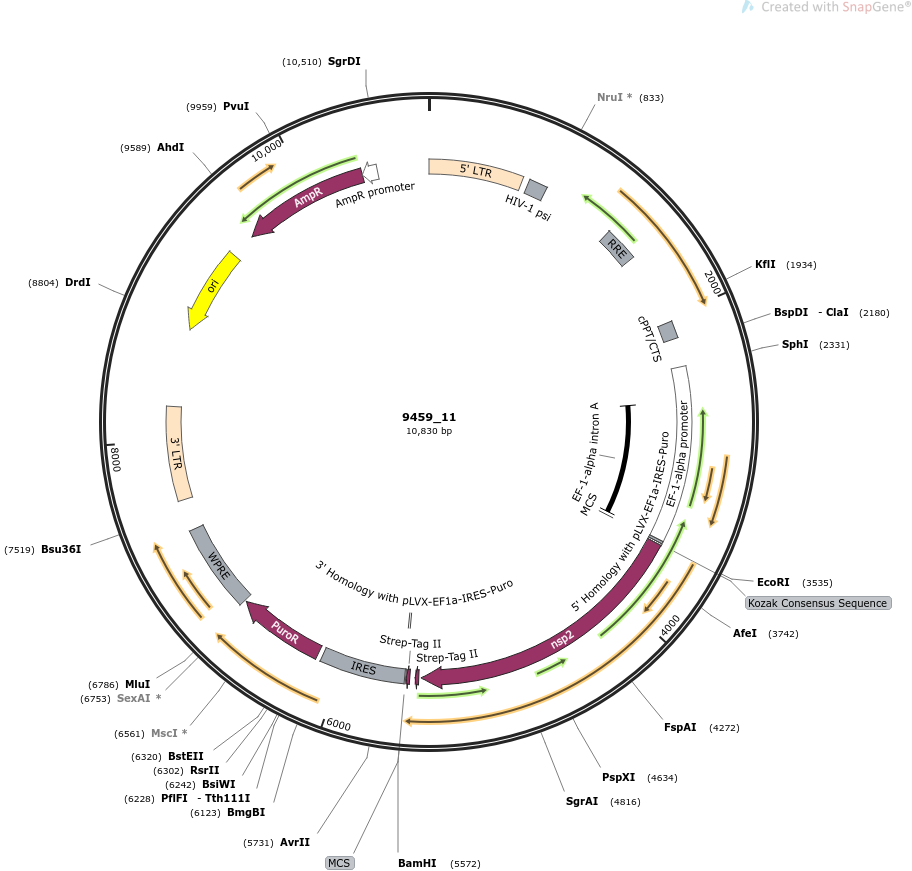 Created with SnapGene®
(10,510) SgrDI
NruI * (833)
(9959) PvuI
(9589) AhdI
10,000
5' LTR
AmpR
AmpR promoter
HIV-1 psi
RRE
KflI (1934)
2000
(8804) DrdI
ori
BspDI - ClaI (2180)
cPPT/CTS
SphI (2331)
9459_11
10,830 bp
EF-1-alpha intron A
EF-1-alpha promoter
3' LTR
8000
MCS
5' Homology with pLVX-EF1a-IRES-Puro
(7519) Bsu36I
WPRE
3' Homology with pLVX-EF1a-IRES-Puro
EcoRI (3535)
Kozak Consensus Sequence
4000
AfeI (3742)
PuroR
Strep-Tag II
nsp2
Strep-Tag II
IRES
(6786) MluI
(6753) SexAI *
6000
FspAI (4272)
(6561) MscI *
(6320) BstEII
(6302) RsrII
PspXI (4634)
(6242) BsiWI
(6228) PflFI - Tth111I
SgrAI (4816)
(6123) BmgBI
(5731) AvrII
MCS
BamHI (5572)